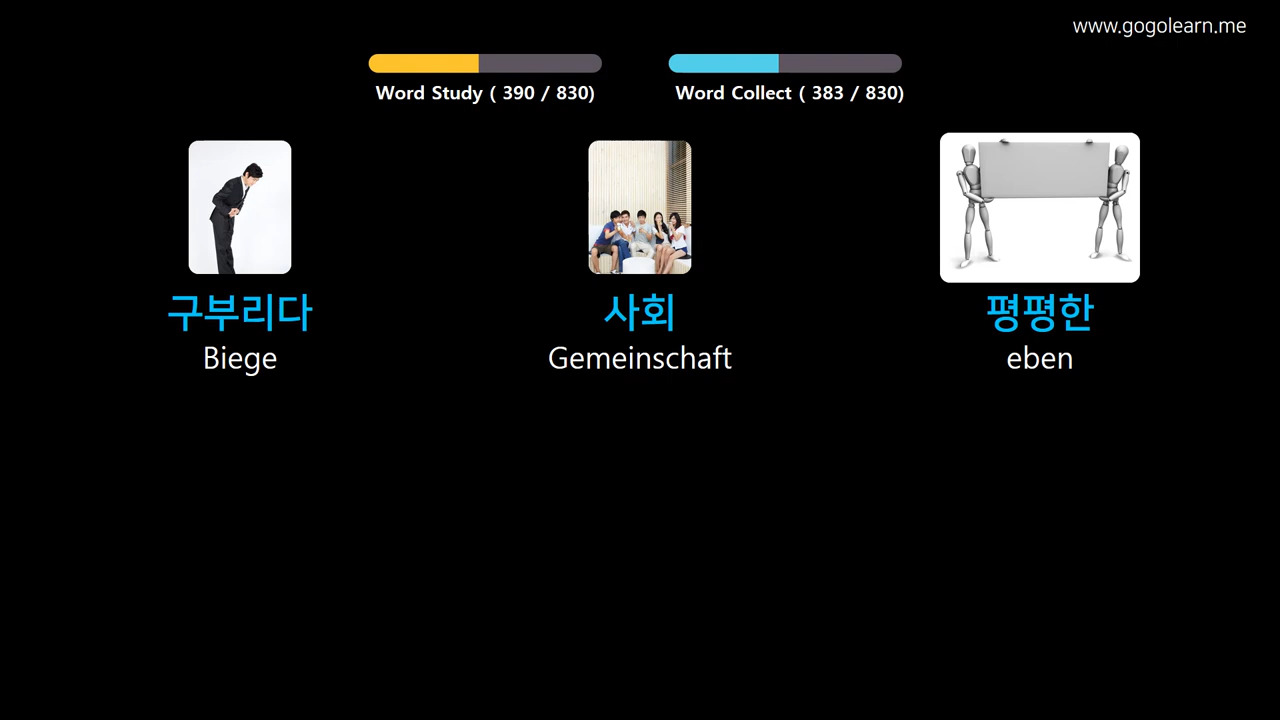 www.gogolearn.me
Word Study ( 390 / 830)
Word Collect ( 383 / 830)
구부리다
Biege
사회
Gemeinschaft
평평한
eben